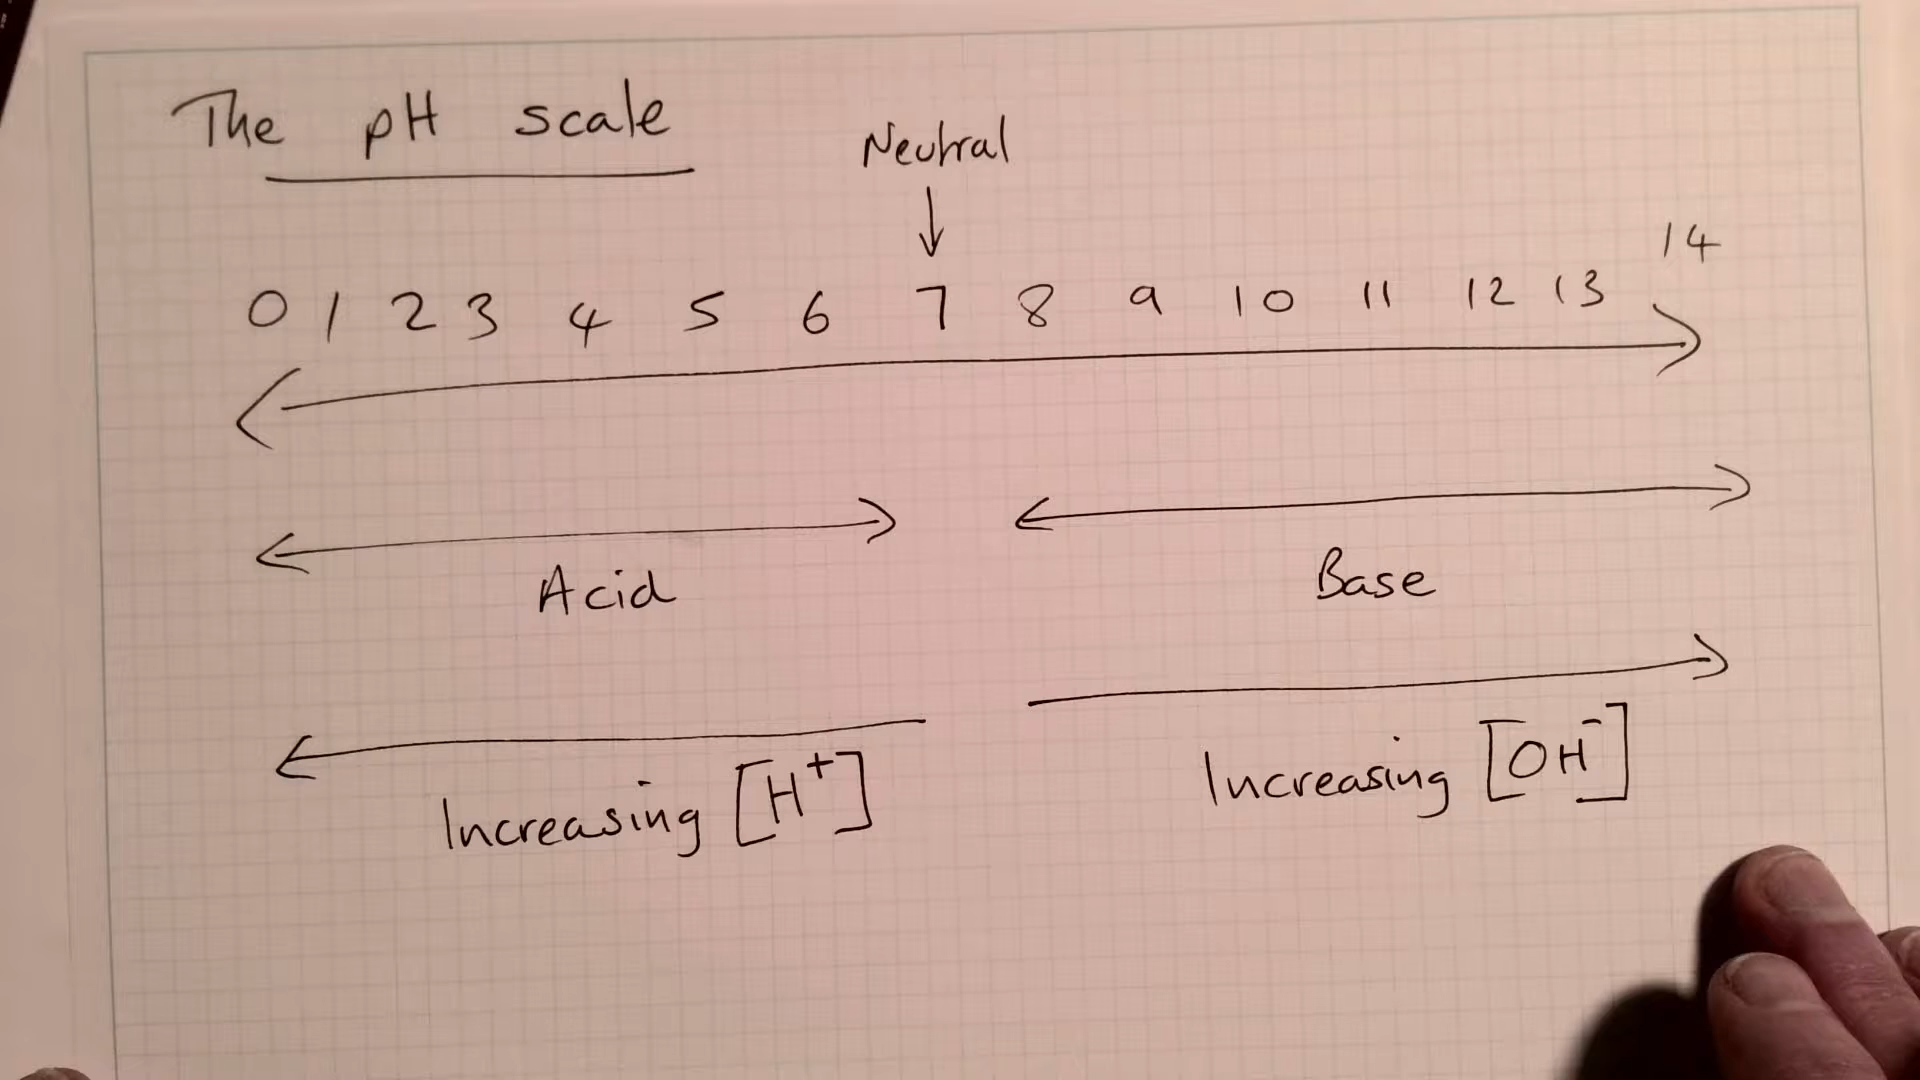 The pH scale
Neutral
↓
0 1 2 3 4 5 6 7 8 9 10 11 12 13 14
Acid
Base
Increasing [H⁺]
Increasing [OH⁻]